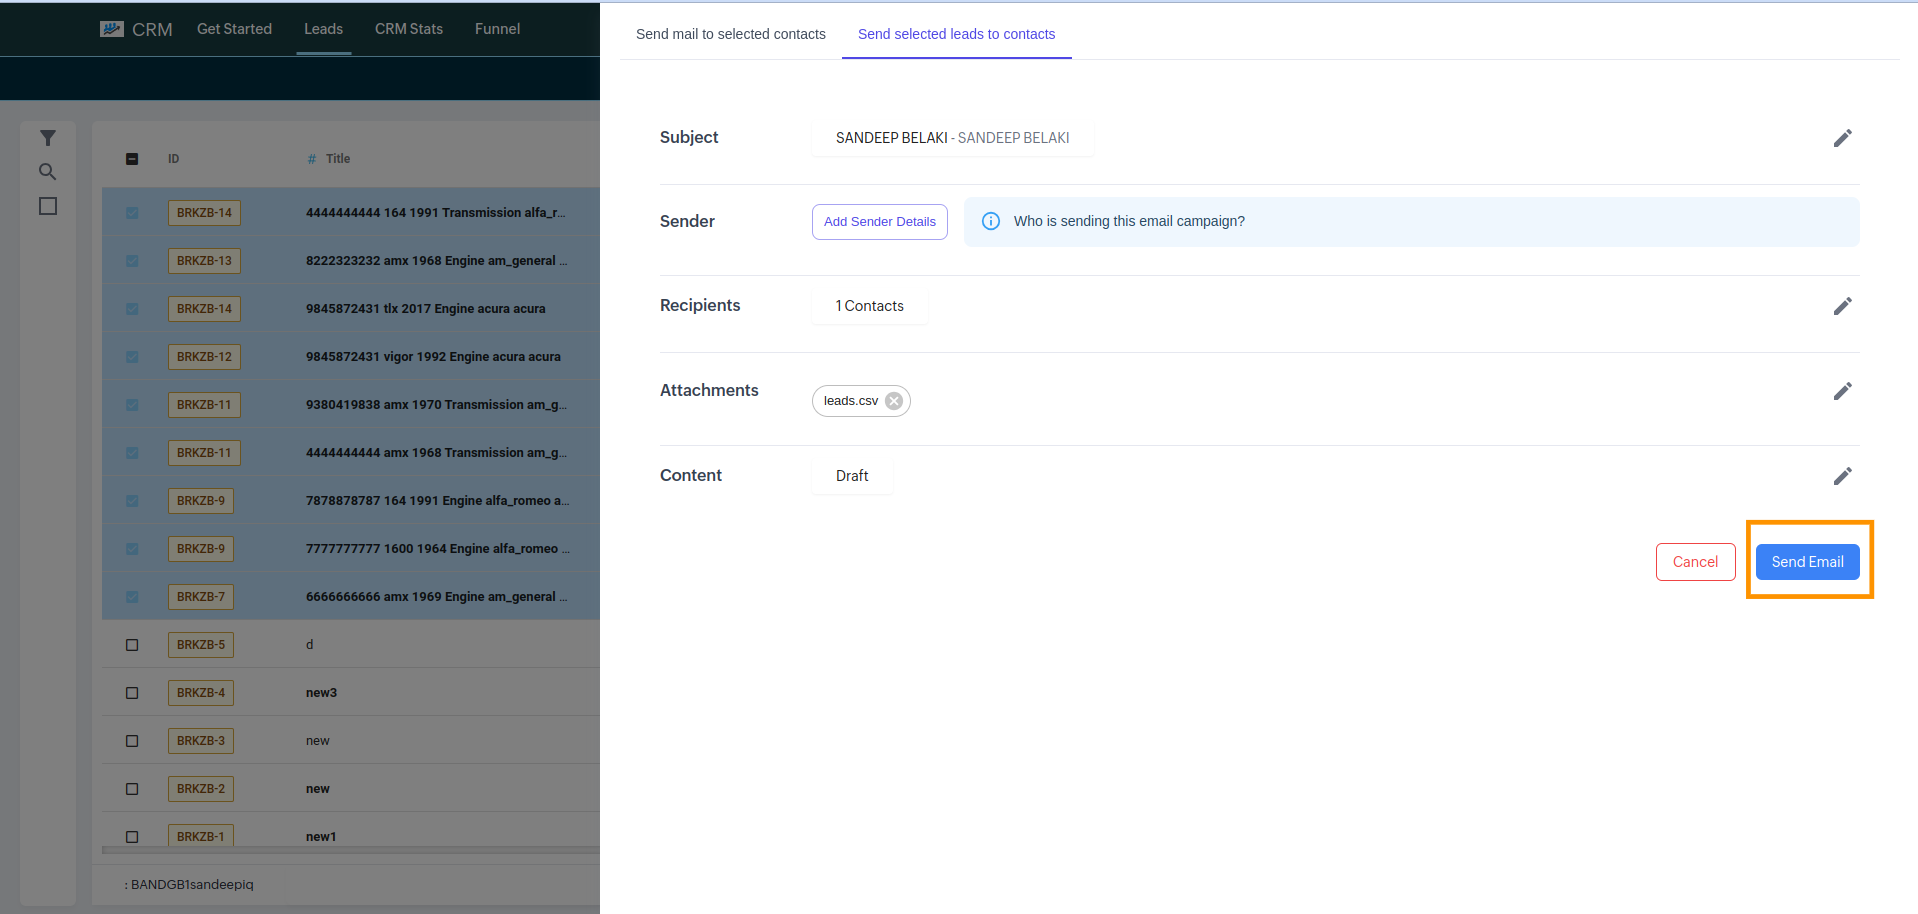 CRM Get Started Leads CRM Stats Funnel
Send mail to selected contacts Send selected leads to contacts
ID # Title
BRKZB-14 4444444444 164 1991 Transmission alfa_r...
BRKZB-13 8222323232 amx 1968 Engine am_general ...
BRKZB-14 9845872431 tlx 2017 Engine acura acura
BRKZB-12 9845872431 vigor 1992 Engine acura acura
BRKZB-11 9380419838 amx 1970 Transmission am_g...
BRKZB-11 4444444444 amx 1968 Transmission am_g...
BRKZB-9 7878878787 164 1991 Engine alfa_romeo a...
BRKZB-9 7777777777 1600 1964 Engine alfa_romeo ...
BRKZB-7 6666666666 amx 1969 Engine am_general ...
BRKZB-5 d
BRKZB-4 new3
BRKZB-3 new
BRKZB-2 new
BRKZB-1 new1
: BANDGB1sandeepiq
Subject SANDEEP BELAKI - SANDEEP BELAKI
Sender Add Sender Details Who is sending this email campaign?
Recipients 1 Contacts
Attachments leads.csv
Content Draft
Cancel Send Email